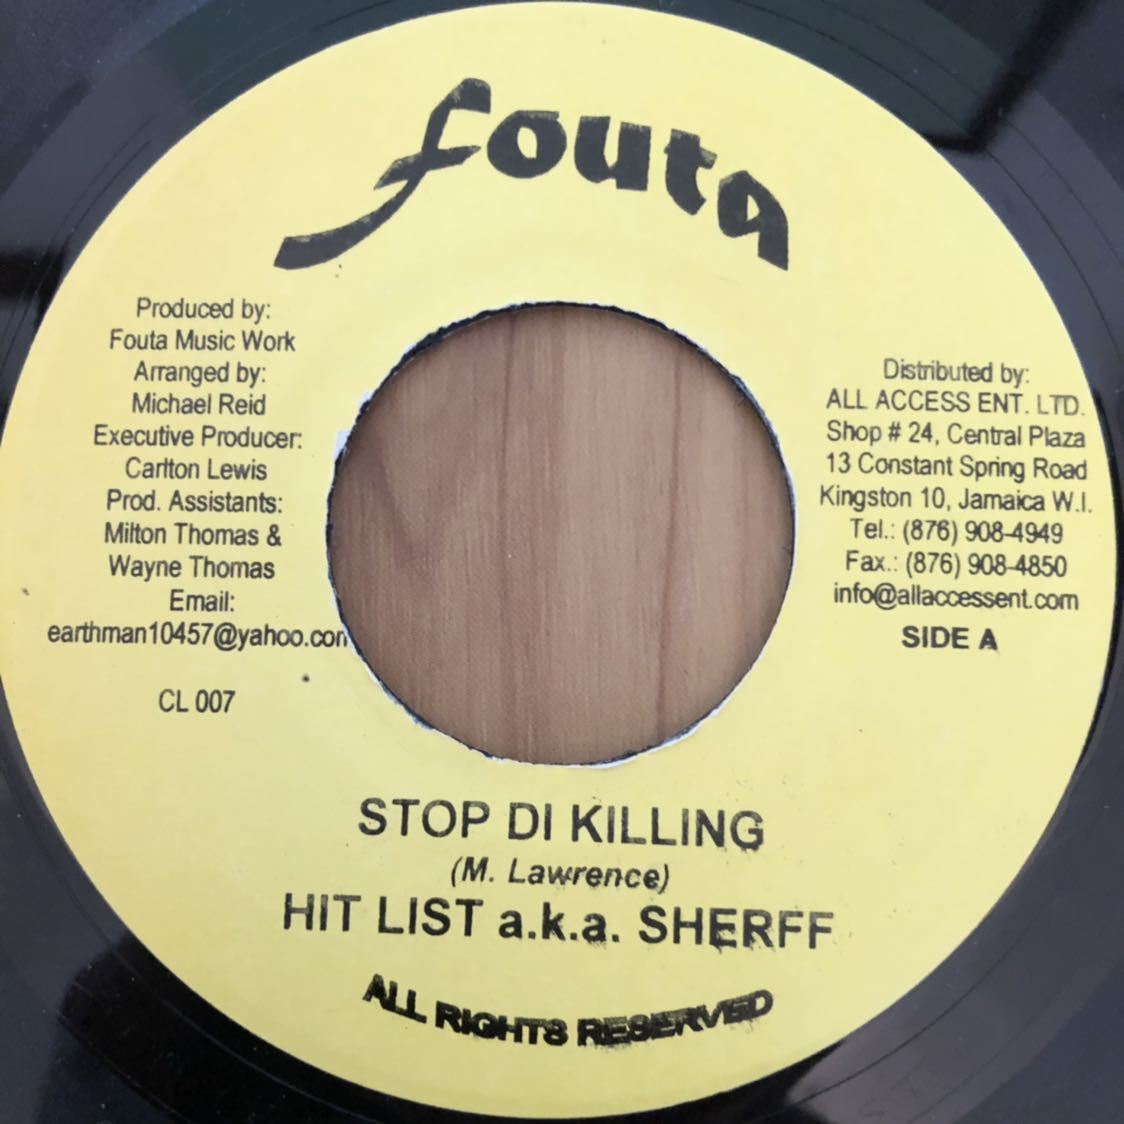 fouta
Produced by:
Fouta Music Work
Arranged by:
Michael Reid
Executive Producer:
Carlton Lewis
Prod. Assistants:
Milton Thomas &
Wayne Thomas
Email:
earthman10457@yahoo.com
CL 007
Distributed by:
ALL ACCESS ENT. LTD.
Shop # 24, Central Plaza
13 Constant Spring Road
Kingston 10, Jamaica W.I.
Tel.: (876) 908-4949
Fax.: (876) 908-4850
info@allaccessent.com
SIDE A
STOP DI KILLING
(M. Lawrence)
HIT LIST a.k.a. SHERFF
ALL RIGHTS RESERVED